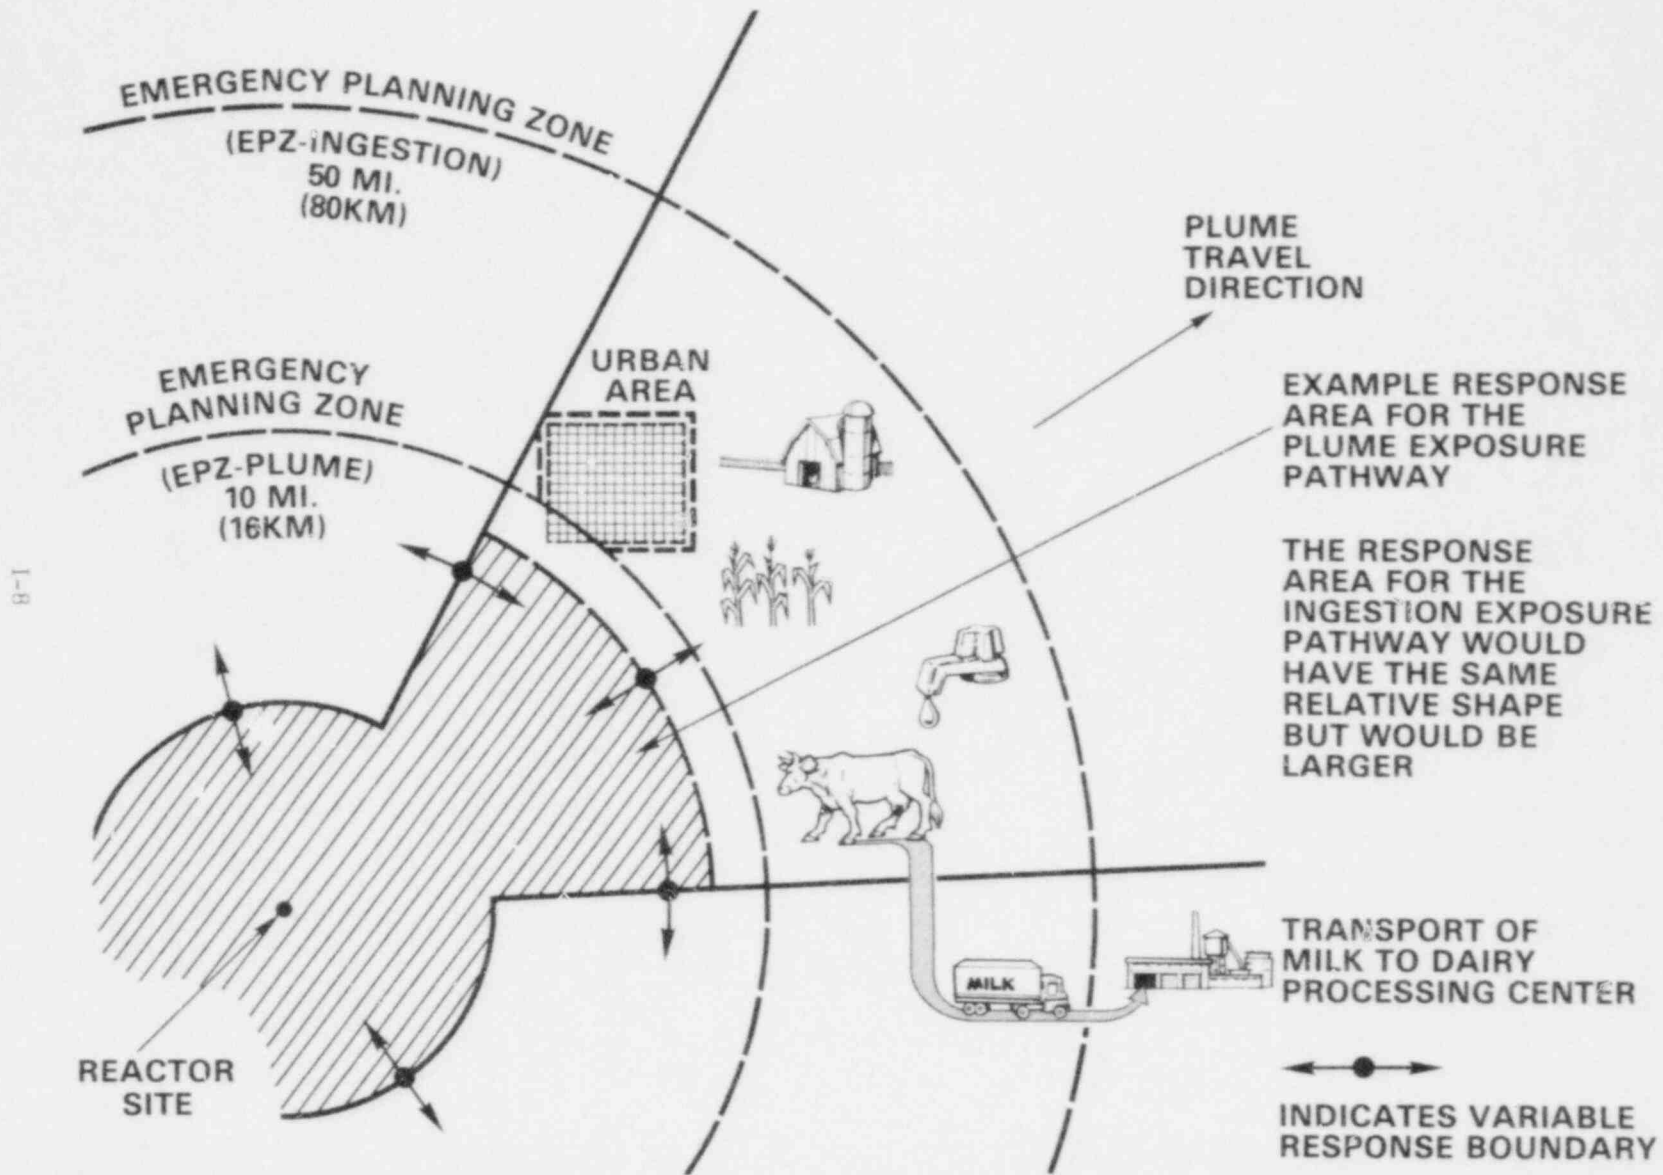 EMERGENCY PLANNING ZONE
(EPZ-INGESTION)
50 MI.
(80KM)
EMERGENCY
PLANNING ZONE
(EPZ-PLUME)
10 MI.
(16KM)
URBAN
AREA
PLUME
TRAVEL
DIRECTION
EXAMPLE RESPONSE
AREA FOR THE
PLUME EXPOSURE
PATHWAY
THE RESPONSE
AREA FOR THE
INGESTION EXPOSURE
PATHWAY WOULD
HAVE THE SAME
RELATIVE SHAPE
BUT WOULD BE
LARGER
MILK
TRANSPORT OF
MILK TO DAIRY
PROCESSING CENTER
REACTOR
SITE
INDICATES VARIABLE
RESPONSE BOUNDARY
I-8